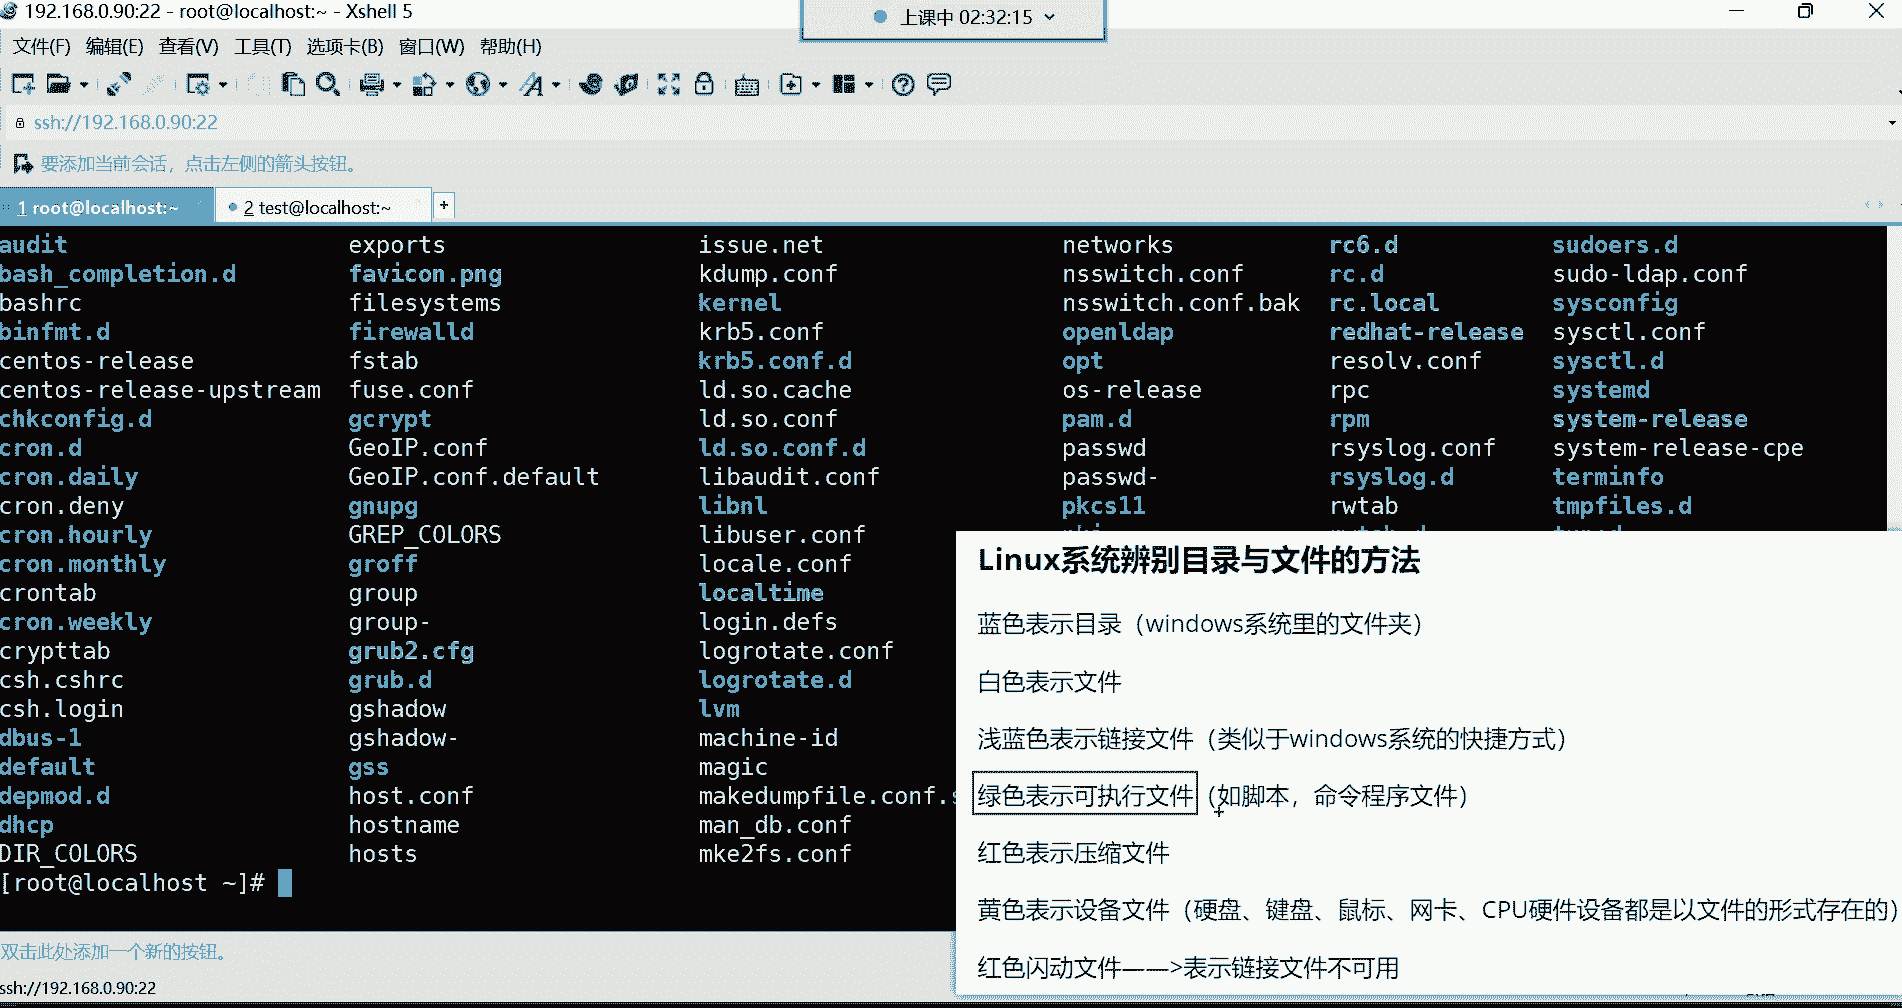 192.168.0.90:22 - root@localhost:~ - Xshell 5
上课中 02:32:15
文件(F) 编辑(E) 查看(V) 工具(T) 选项卡(B) 窗口(W) 帮助(H)
ssh://192.168.0.90:22
要添加当前会话，点击左侧的箭头按钮。
1 root@localhost:~ 2 test@localhost:~ +
audit exports issue.net networks rc6.d sudoers.d
bash_completion.d favicon.png kdump.conf nsswitch.conf rc.d sudo-ldap.conf
bashrc filesystems kernel nsswitch.conf.bak rc.local sysconfig
binfmt.d firewalld krb5.conf openldap redhat-release sysctl.conf
centos-release fstab krb5.conf.d opt resolv.conf sysctl.d
centos-release-upstream fuse.conf ld.so.cache os-release rpc systemd
chkconfig.d gcrypt ld.so.conf pam.d rpm system-release
cron.d GeoIP.conf ld.so.conf.d passwd rsyslog.conf system-release-cpe
cron.daily GeoIP.conf.default libaudit.conf passwd- rsyslog.d terminfo
cron.deny gnupg libnl pkcs11 rwtab tmpfiles.d
cron.hourly GREP_COLORS libuser.conf
cron.monthly groff locale.conf
crontab group localtime
cron.weekly group- login.defs
crypttab grub2.cfg logrotate.conf
csh.cshrc grub.d logrotate.d
csh.login gshadow lvm
dbus-1 gshadow- machine-id
default gss magic
depmod.d host.conf makedumpfile.conf.s
dhcp hostname man_db.conf
DIR_COLORS hosts mke2fs.conf
[root@localhost ~]#
Linux系统辨别目录与文件的方法
蓝色表示目录（windows系统里的文件夹）
白色表示文件
浅蓝色表示链接文件（类似于windows系统的快捷方式）
绿色表示可执行文件（如脚本，命令程序文件）
红色表示压缩文件
黄色表示设备文件（硬盘、键盘、鼠标、网卡、CPU硬件设备都是以文件的形式存在的）
红色闪动文件——>表示链接文件不可用
双击此处添加一个新的按钮。
ssh://192.168.0.90:22